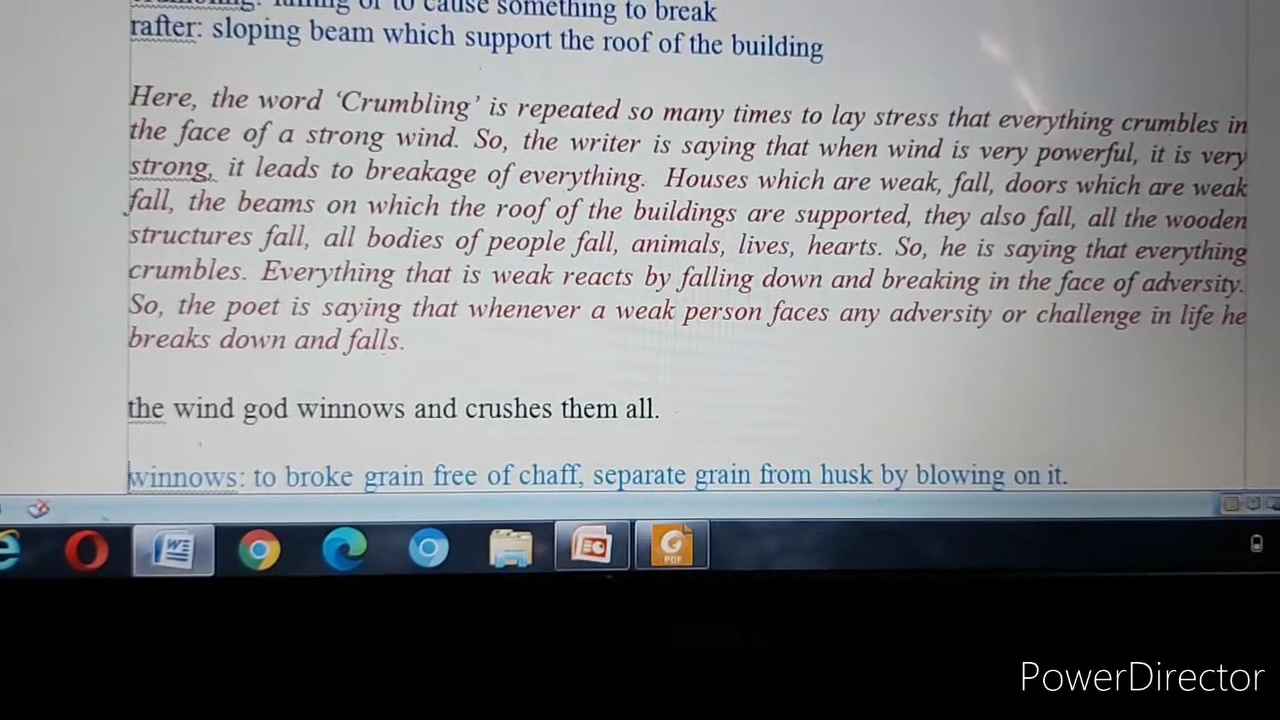 to cause something to break
rafter: sloping beam which support the roof of the building
Here, the word ‘Crumbling’ is repeated so many times to lay stress that everything crumbles in
the face of a strong wind. So, the writer is saying that when wind is very powerful, it is very
strong, it leads to breakage of everything. Houses which are weak, fall, doors which are weak
fall, the beams on which the roof of the buildings are supported, they also fall, all the wooden
structures fall, all bodies of people fall, animals, lives, hearts. So, he is saying that everything
crumbles. Everything that is weak reacts by falling down and breaking in the face of adversity.
So, the poet is saying that whenever a weak person faces any adversity or challenge in life he
breaks down and falls.
the wind god winnows and crushes them all.
winnows: to broke grain free of chaff, separate grain from husk by blowing on it.
PDF
PowerDirector